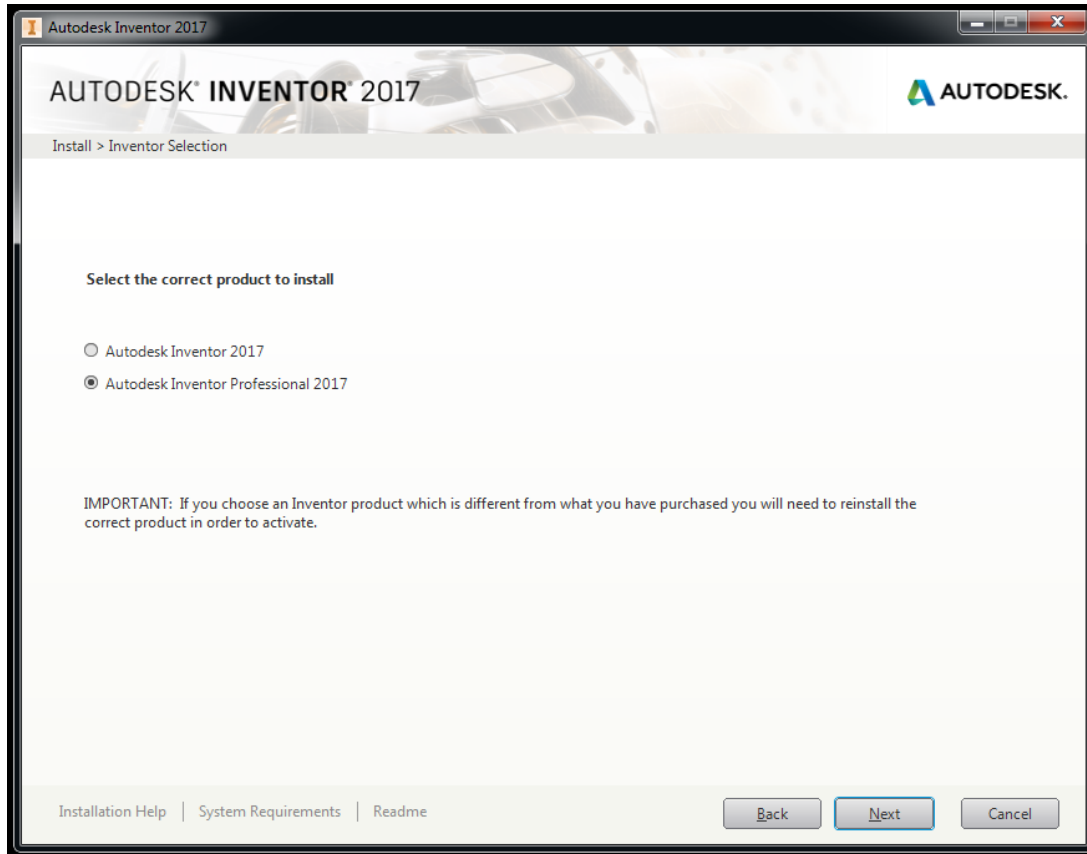 Autodesk Inventor 2017
AUTODESK® INVENTOR® 2017
AUTODESK.
Install > Inventor Selection
Select the correct product to install
Autodesk Inventor 2017
Autodesk Inventor Professional 2017
IMPORTANT: If you choose an Inventor product which is different from what you have purchased you will need to reinstall the
correct product in order to activate.
Installation Help | System Requirements | Readme
Back Next Cancel